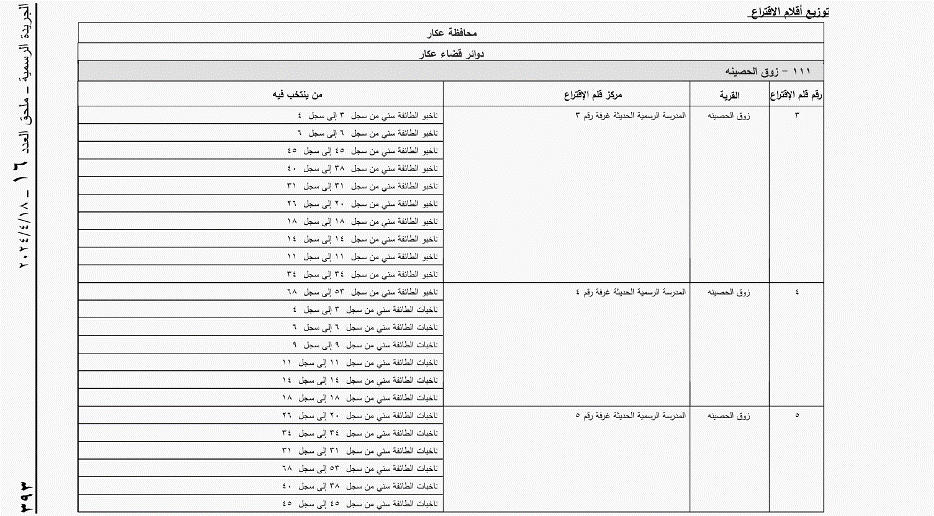 توزيع أقلام الإقتراع
محافظة عكار
دوائر قضاء عكار
١١١ - زوق الحصينه
رقم قلم الإقتراع القرية مركز قلم الإقتراع من ينتخب فيه
٣ زوق الحصينه المدرسة الرسمية الحديثة غرفة رقم ٣ ناخبو الطائفة سني من سجل ٣ إلى سجل ٤
ناخبو الطائفة سني من سجل ٦ إلى سجل ٦
ناخبو الطائفة سني من سجل ٤٥ إلى سجل ٤٥
ناخبو الطائفة سني من سجل ٣٨ إلى سجل ٤٠
ناخبو الطائفة سني من سجل ٣١ إلى سجل ٣١
ناخبو الطائفة سني من سجل ٢٠ إلى سجل ٢٦
ناخبو الطائفة سني من سجل ١٨ إلى سجل ١٨
ناخبو الطائفة سني من سجل ١٤ إلى سجل ١٤
ناخبو الطائفة سني من سجل ١١ إلى سجل ١١
ناخبو الطائفة سني من سجل ٣٤ إلى سجل ٣٤
٤ زوق الحصينه المدرسة الرسمية الحديثة غرفة رقم ٤ ناخبو الطائفة سني من سجل ٥٣ إلى سجل ٦٨
ناخبات الطائفة سني من سجل ٣ إلى سجل ٤
ناخبات الطائفة سني من سجل ٦ إلى سجل ٦
ناخبات الطائفة سني من سجل ٩ إلى سجل ٩
ناخبات الطائفة سني من سجل ١١ إلى سجل ١١
ناخبات الطائفة سني من سجل ١٤ إلى سجل ١٤
ناخبات الطائفة سني من سجل ١٨ إلى سجل ١٨
٥ زوق الحصينه المدرسة الرسمية الحديثة غرفة رقم ٥ ناخبات الطائفة سني من سجل ٢٠ إلى سجل ٢٦
ناخبات الطائفة سني من سجل ٣٤ إلى سجل ٣٤
ناخبات الطائفة سني من سجل ٣١ إلى سجل ٣١
ناخبات الطائفة سني من سجل ٥٣ إلى سجل ٦٨
ناخبات الطائفة سني من سجل ٣٨ إلى سجل ٤٠
ناخبات الطائفة سني من سجل ٤٥ إلى سجل ٤٥
الجريدة الرسمية – ملحق العدد ١٦ – ٢٠٢٤/٤/١٨
٣٩٣